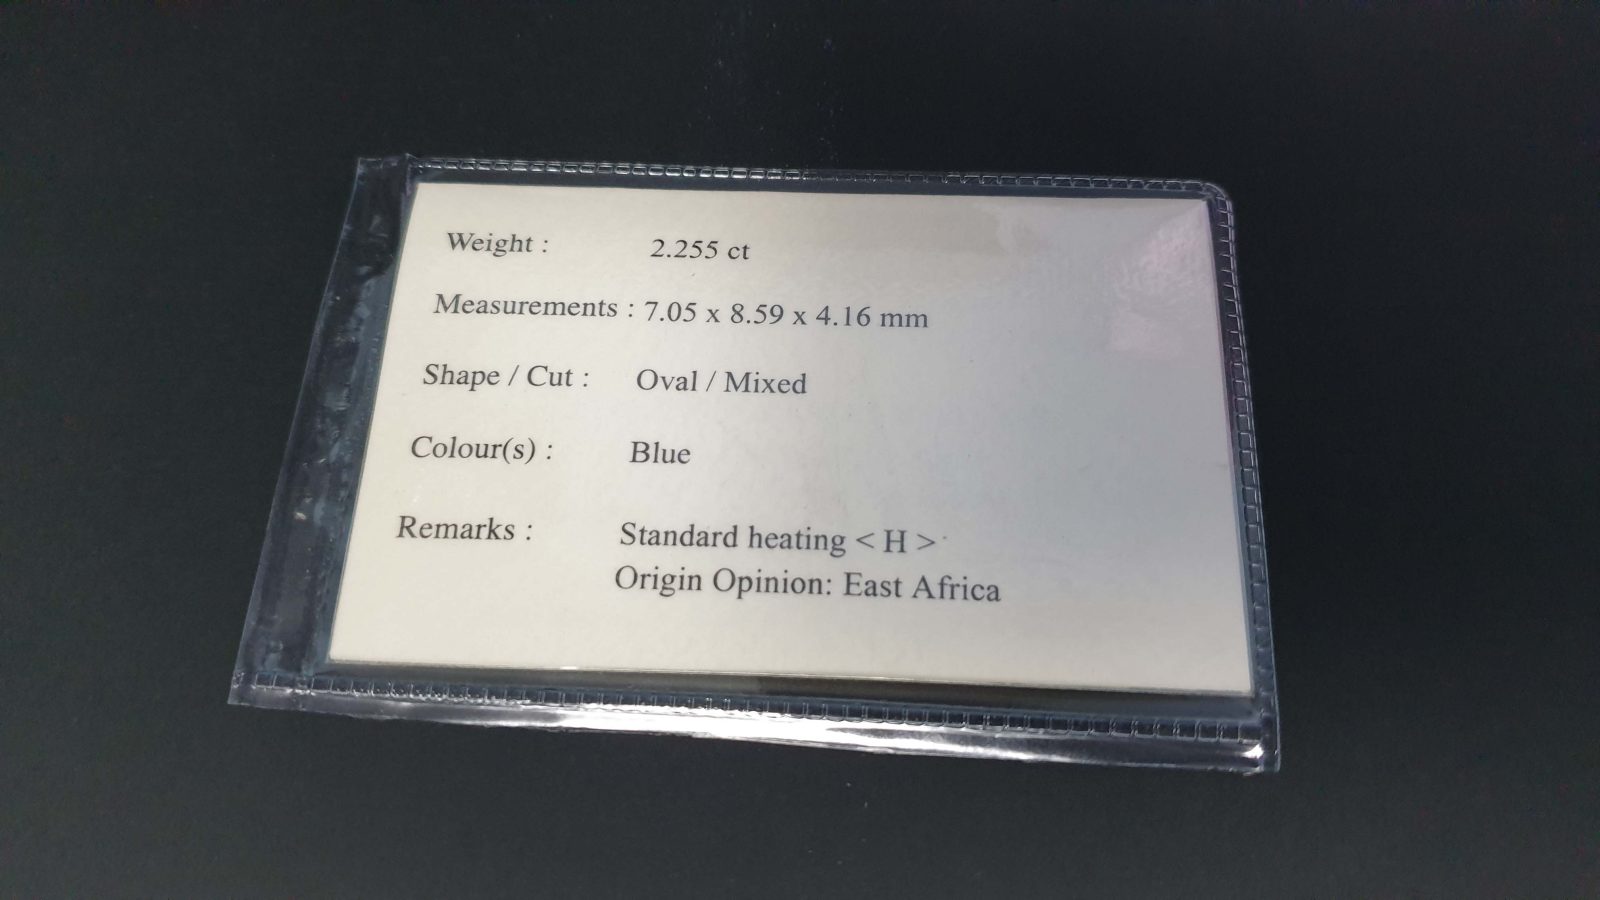 Weight : 2.255 ct
Measurements : 7.05 x 8.59 x 4.16 mm
Shape / Cut : Oval / Mixed
Colour(s) : Blue
Remarks : Standard heating < H >
Origin Opinion: East Africa